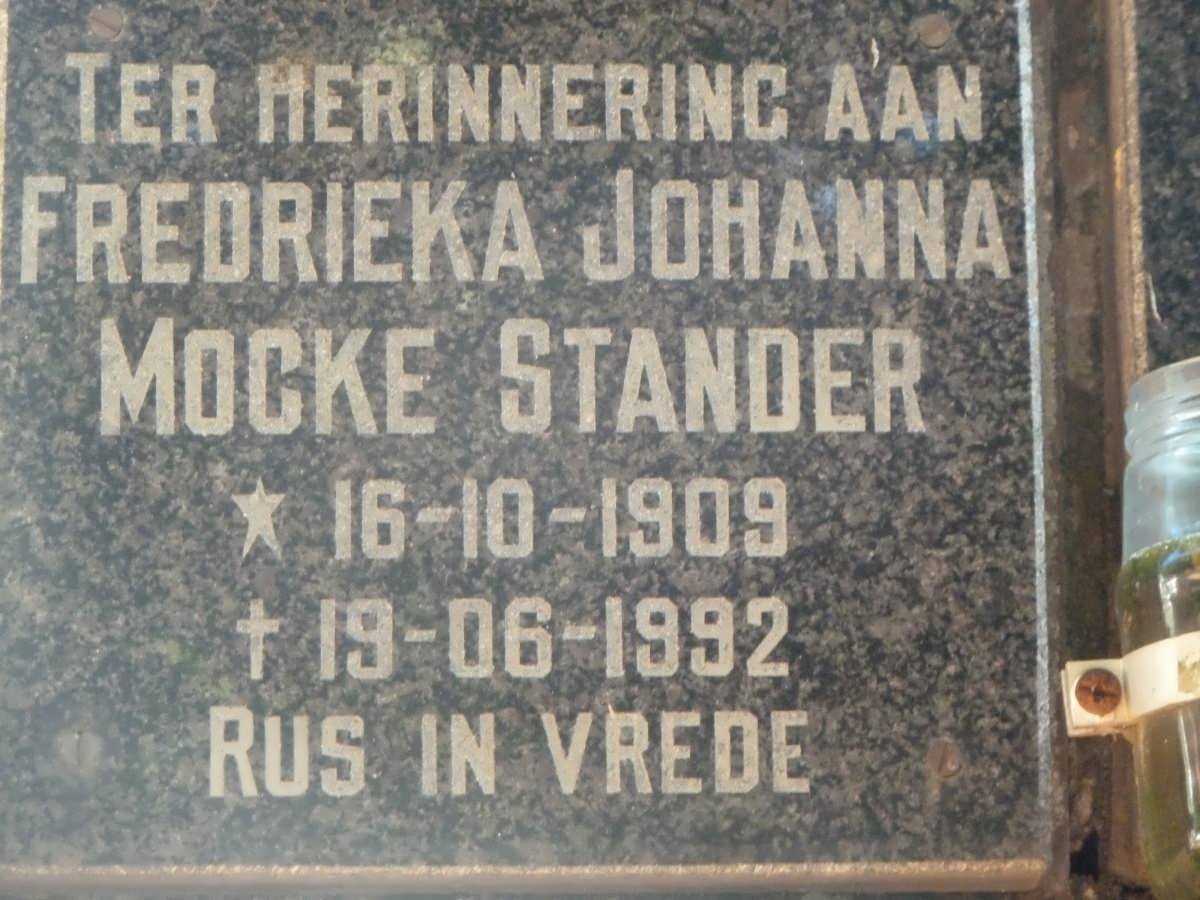 TER HERINNERING AAN
FREDRIEKA JOHANNA
MOCKE STANDER
★ 16-10-1909
† 19-06-1992
RUS IN VREDE